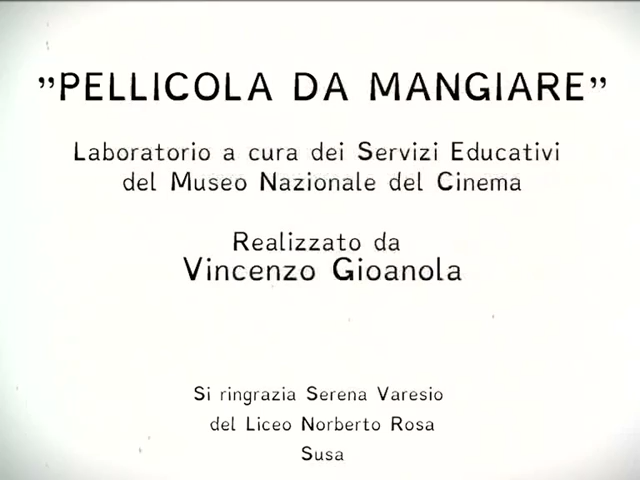 ”PELLICOLA DA MANGIARE”
Laboratorio a cura dei Servizi Educativi
del Museo Nazionale del Cinema
Realizzato da
Vincenzo Gioanola
Si ringrazia Serena Varesio
del Liceo Norberto Rosa
Susa